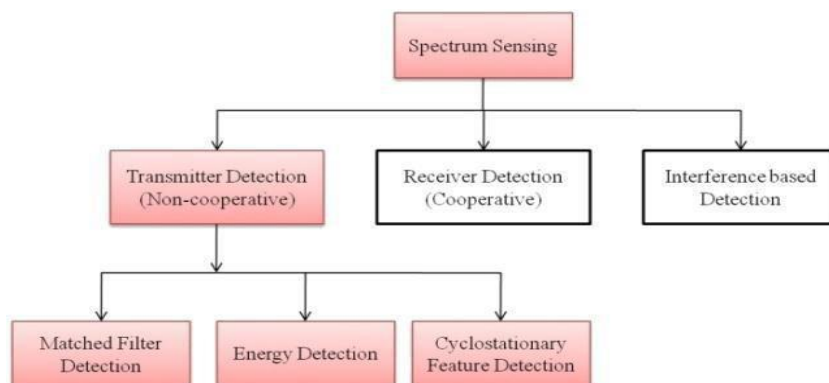 Spectrum Sensing
Transmitter Detection
(Non-cooperative)
Receiver Detection
(Cooperative)
Interference based
Detection
Matched Filter
Detection
Energy Detection
Cyclostationary
Feature Detection